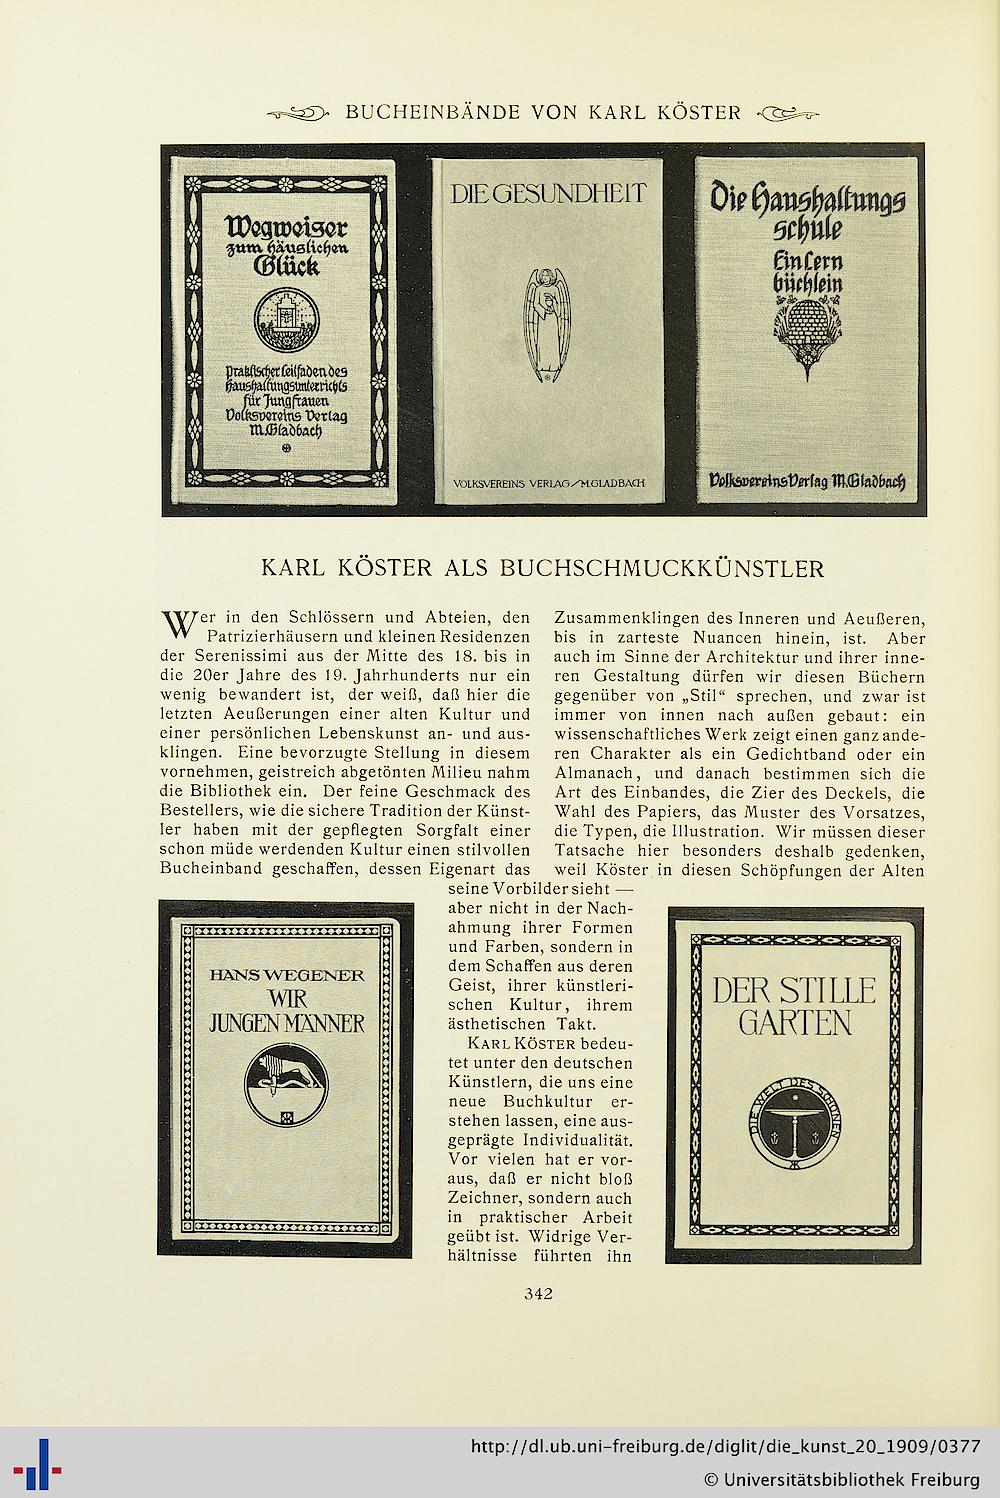 BUCHEINBÄNDE VON KARL KÖSTER
Wegweiser
zum häuslichen
Glück
Praktischer Leitfaden des
Haushaltungsunterrichts
für Jungfrauen
Volksvereins Verlag
M.Gladbach
DIE GESUNDHEIT
VOLKSVEREINS VERLAG/M.GLADBACH
Die Haushaltungs
schule
Ein Lern
büchlein
VolksvereinsVerlag M.Gladbach
KARL KÖSTER ALS BUCHSCHMUCKKÜNSTLER
Wer in den Schlössern und Abteien, den
Patrizierhäusern und kleinen Residenzen
der Serenissimi aus der Mitte des 18. bis in
die 20er Jahre des 19. Jahrhunderts nur ein
wenig bewandert ist, der weiß, daß hier die
letzten Aeußerungen einer alten Kultur und
einer persönlichen Lebenskunst an- und aus-
klingen. Eine bevorzugte Stellung in diesem
vornehmen, geistreich abgetönten Milieu nahm
die Bibliothek ein. Der feine Geschmack des
Bestellers, wie die sichere Tradition der Künst-
ler haben mit der gepflegten Sorgfalt einer
schon müde werdenden Kultur einen stilvollen
Bucheinband geschaffen, dessen Eigenart das
Zusammenklingen des Inneren und Aeußeren,
bis in zarteste Nuancen hinein, ist. Aber
auch im Sinne der Architektur und ihrer inne-
ren Gestaltung dürfen wir diesen Büchern
gegenüber von „Stil“ sprechen, und zwar ist
immer von innen nach außen gebaut: ein
wissenschaftliches Werk zeigt einen ganz ande-
ren Charakter als ein Gedichtband oder ein
Almanach, und danach bestimmen sich die
Art des Einbandes, die Zier des Deckels, die
Wahl des Papiers, das Muster des Vorsatzes,
die Typen, die Illustration. Wir müssen dieser
Tatsache hier besonders deshalb gedenken,
weil Köster in diesen Schöpfungen der Alten
seine Vorbilder sieht —
aber nicht in der Nach-
ahmung ihrer Formen
und Farben, sondern in
dem Schaffen aus deren
Geist, ihrer künstleri-
schen Kultur, ihrem
ästhetischen Takt.
KARL KÖSTER bedeu-
tet unter den deutschen
Künstlern, die uns eine
neue Buchkultur er-
stehen lassen, eine aus-
geprägte Individualität.
Vor vielen hat er vor-
aus, daß er nicht bloß
Zeichner, sondern auch
in praktischer Arbeit
geübt ist. Widrige Ver-
hältnisse führten ihn
HANS WEGENER
WIR
JUNGEN MÄNNER
DER STILLE
GARTEN
DIE WELT DES SCHÖNEN
342
http://dl.ub.uni-freiburg.de/diglit/die_kunst_20_1909/0377
© Universitätsbibliothek Freiburg